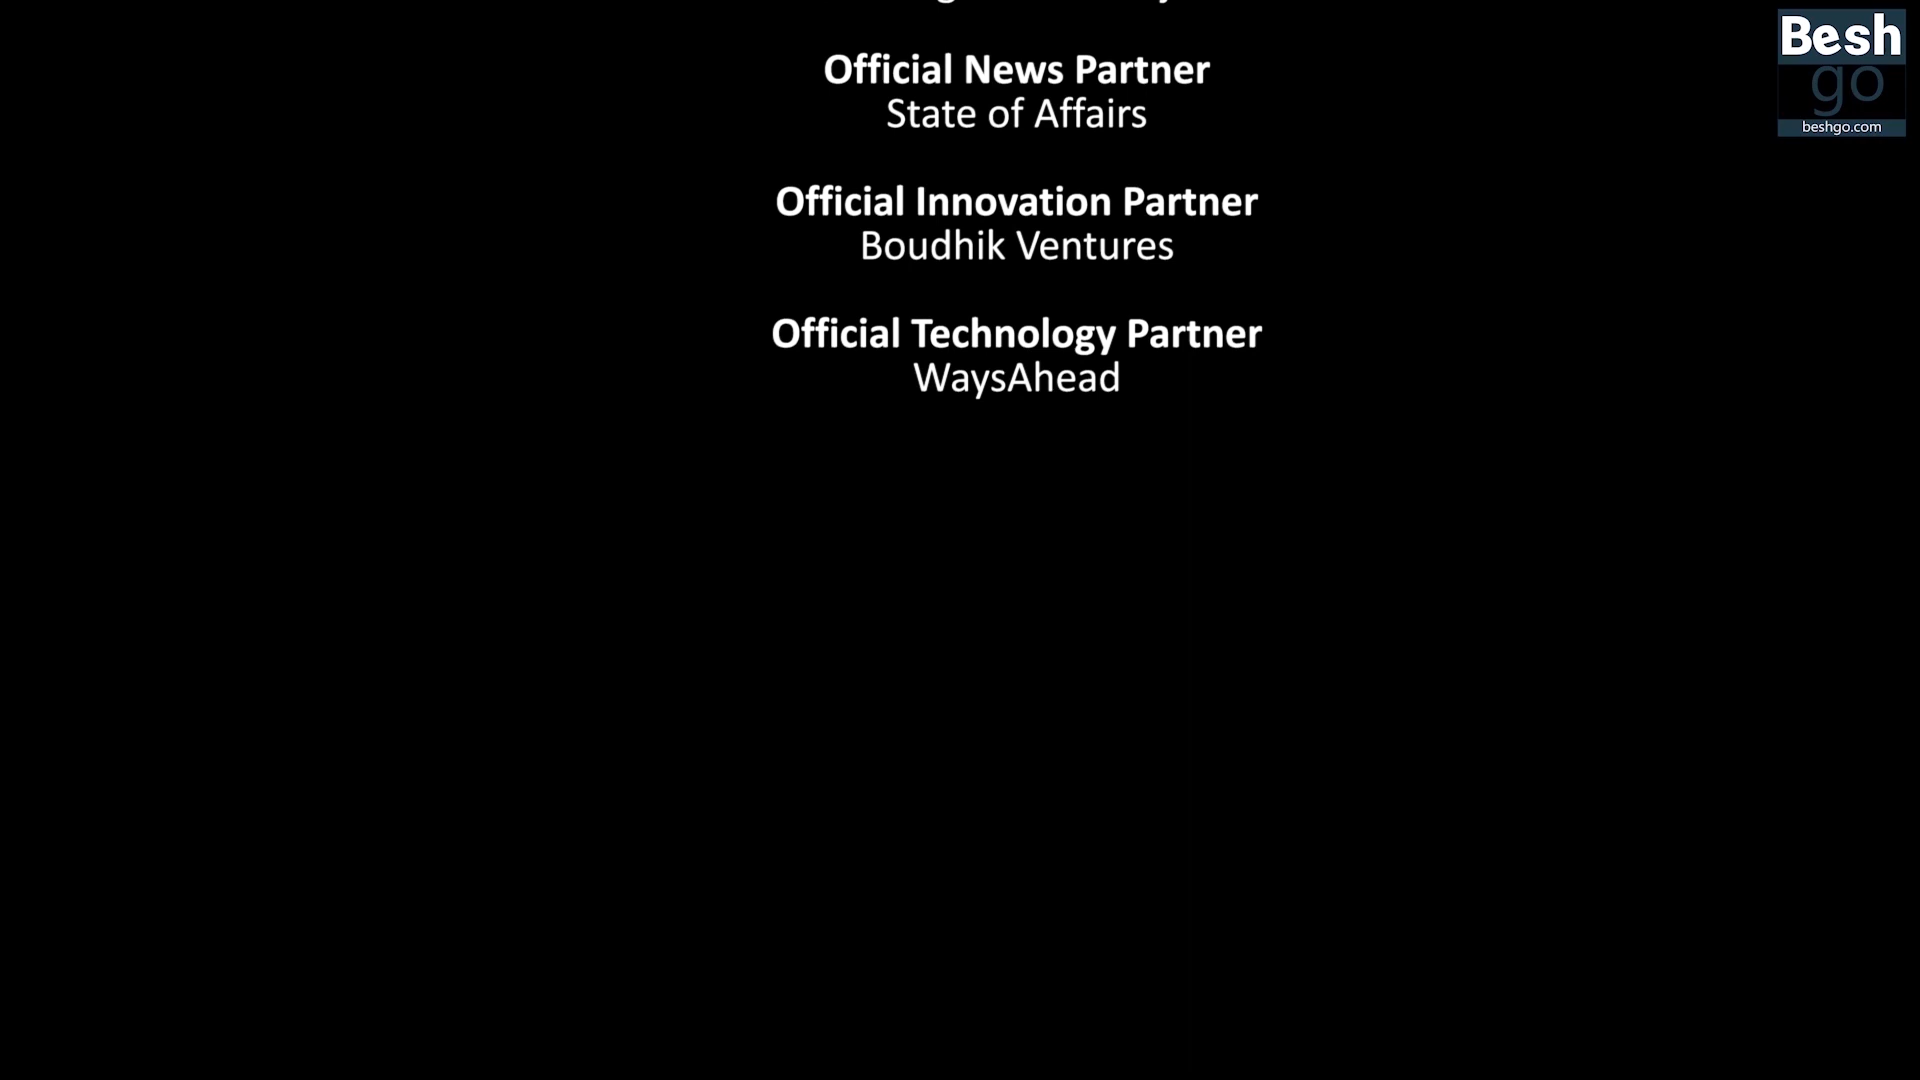 Official News Partner
State of Affairs
Official Innovation Partner
Boudhik Ventures
Official Technology Partner
WaysAhead
Besh
go
beshgo.com